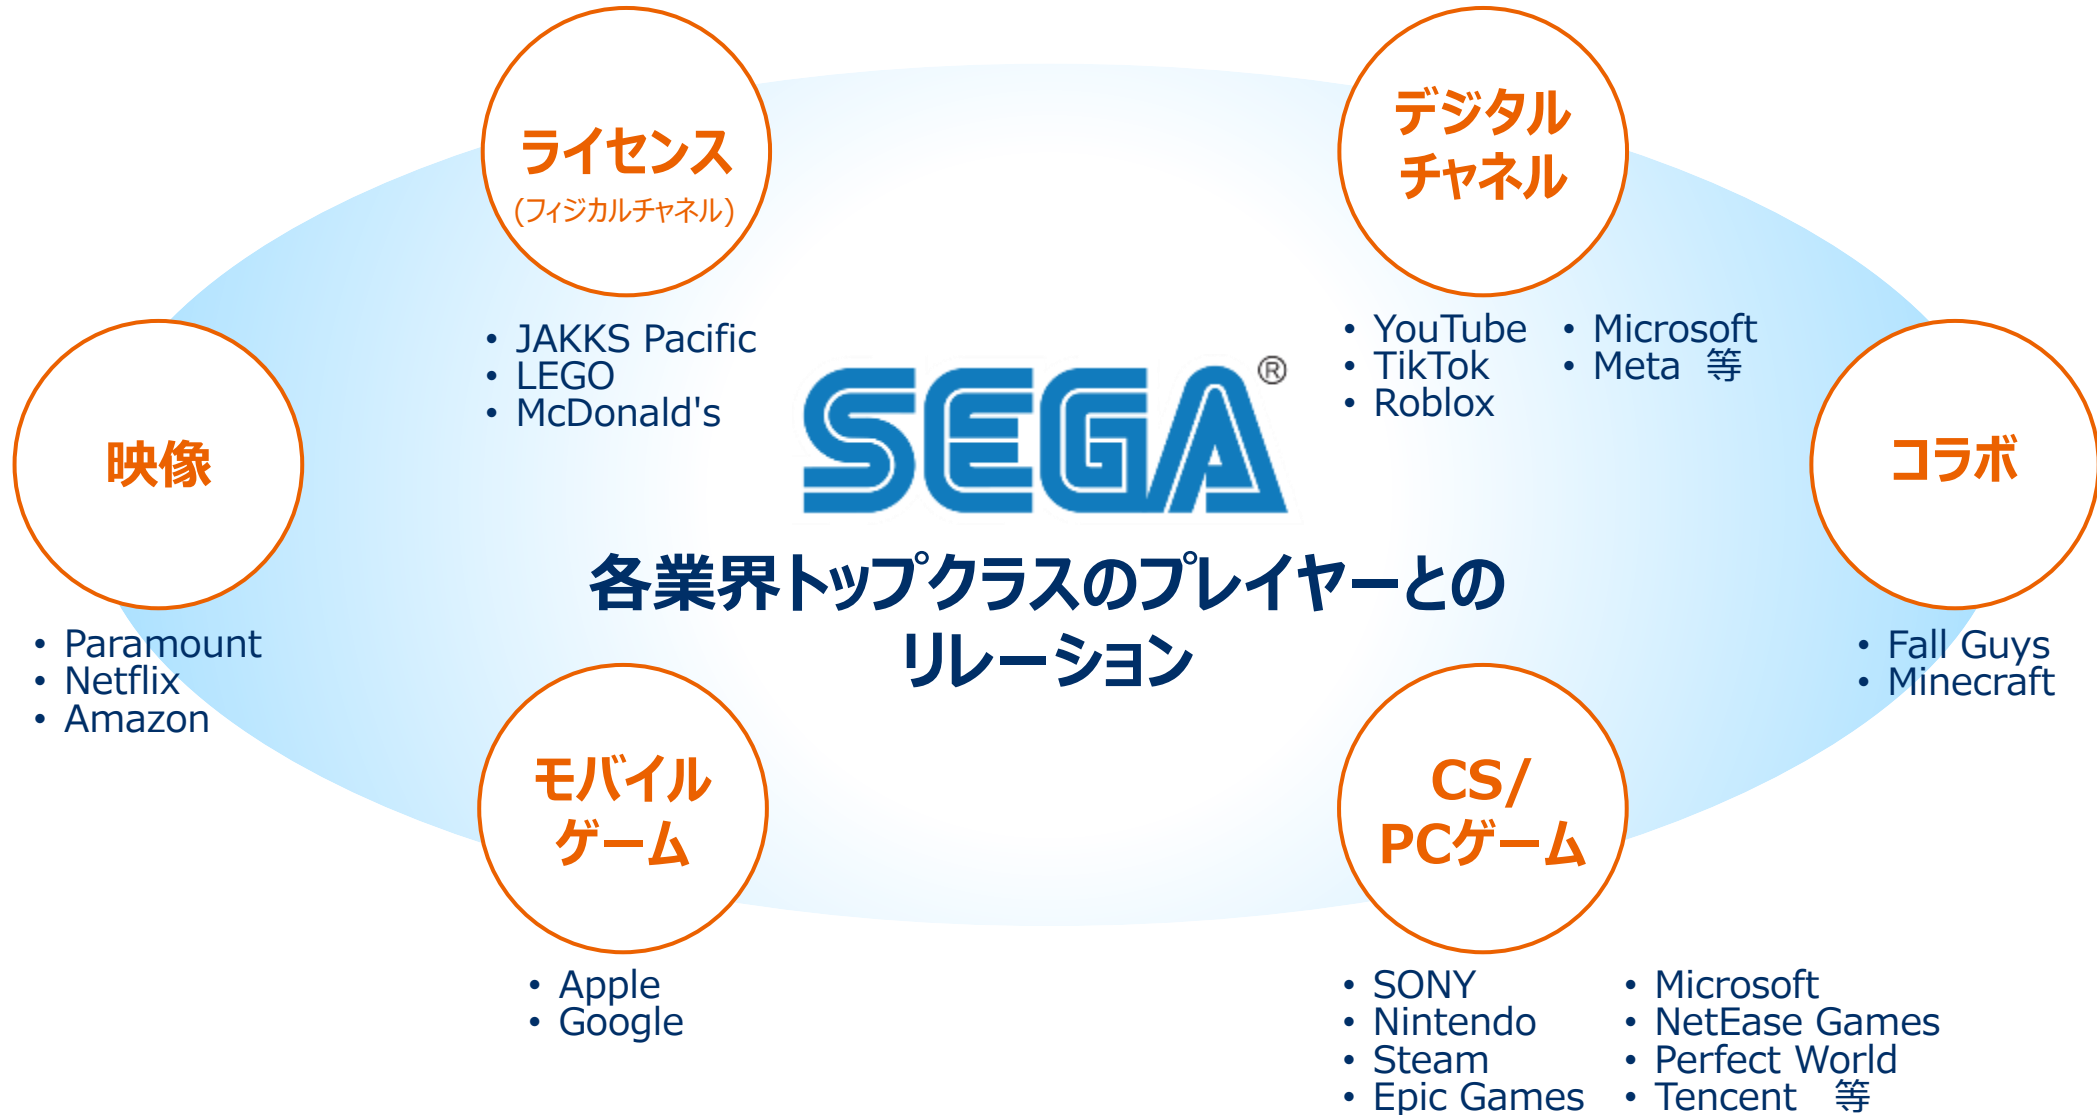 ライセンス
(フィジカルチャネル)
• JAKKS Pacific
• LEGO
• McDonald's
デジタル
チャネル
• YouTube
• TikTok
• Roblox
• Microsoft
• Meta 等
映像
• Paramount
• Netflix
• Amazon
SEGA®
各業界トップクラスのプレイヤーとの
リレーション
コラボ
• Fall Guys
• Minecraft
モバイル
ゲーム
• Apple
• Google
CS/
PCゲーム
• SONY
• Nintendo
• Steam
• Epic Games
• Microsoft
• NetEase Games
• Perfect World
• Tencent 等